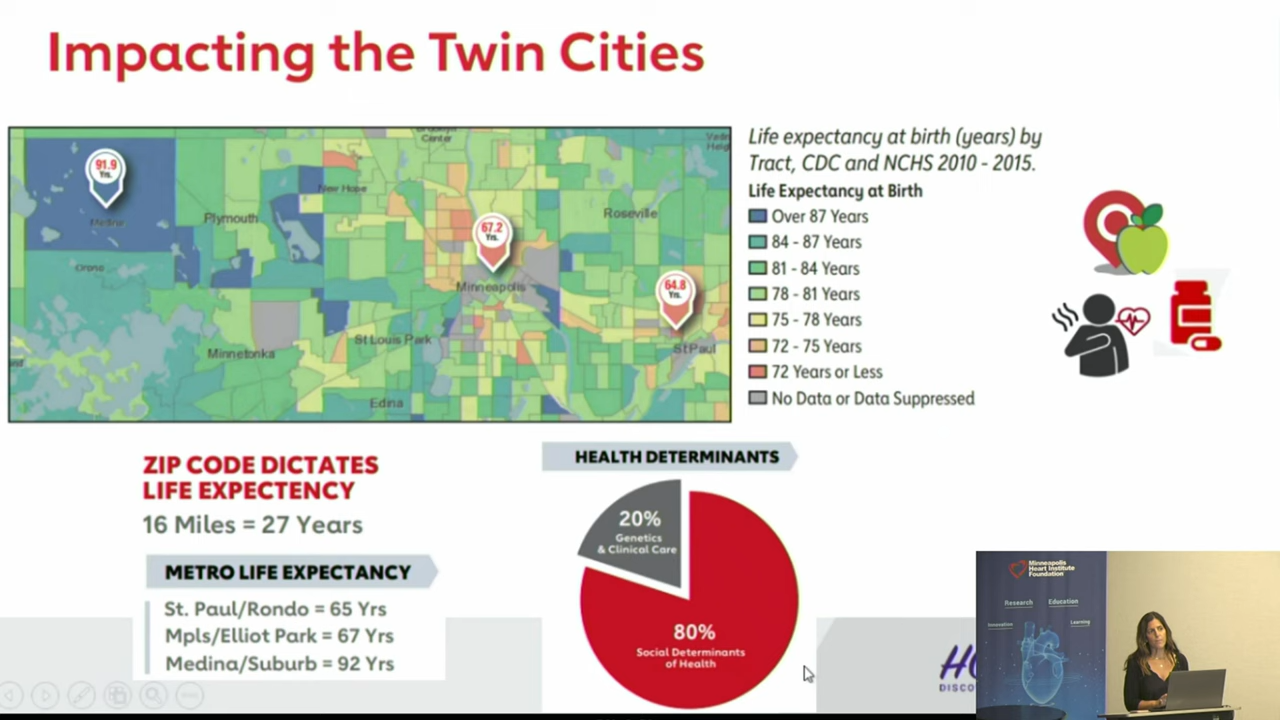 Impacting the Twin Cities
Center
91.9
Yrs.
Medina
Plymouth
New Hope
Roseville
67.2
Yrs.
Orono
Minneapolis
64.8
Yrs.
St Louis Park
St Paul
Minnetonka
Edina
Life expectancy at birth (years) by
Tract, CDC and NCHS 2010 - 2015.
Life Expectancy at Birth
Over 87 Years
84 - 87 Years
81 - 84 Years
78 - 81 Years
75 - 78 Years
72 - 75 Years
72 Years or Less
No Data or Data Suppressed
ZIP CODE DICTATES
LIFE EXPECTENCY
16 Miles = 27 Years
METRO LIFE EXPECTANCY
St. Paul/Rondo = 65 Yrs
Mpls/Elliot Park = 67 Yrs
Medina/Suburb = 92 Yrs
HEALTH DETERMINANTS
20%
Genetics
& Clinical Care
80%
Social Determinants
of Health
Minneapolis
Heart Institute
Foundation
Research
Education
Innovation
Learning